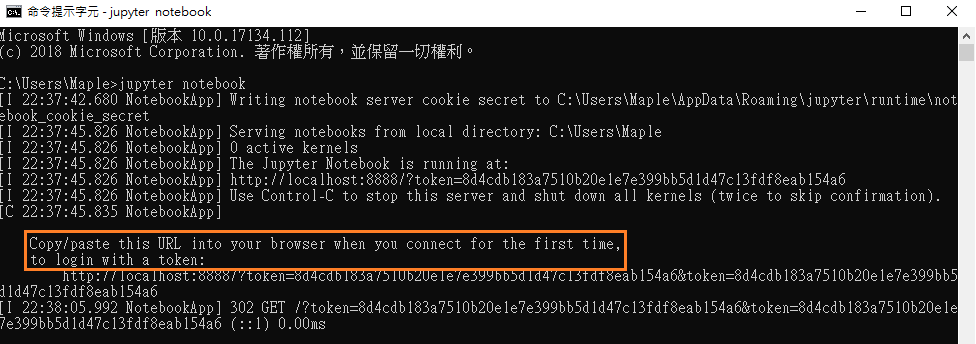 命令提示字元 - jupyter notebook
Microsoft Windows [版本 10.0.17134.112]
(c) 2018 Microsoft Corporation. 著作權所有，並保留一切權利。
C:\Users\Maple>jupyter notebook
[I 22:37:42.680 NotebookApp] Writing notebook server cookie secret to C:\Users\Maple\AppData\Roaming\jupyter\runtime\not
ebook_cookie_secret
[I 22:37:45.826 NotebookApp] Serving notebooks from local directory: C:\Users\Maple
[I 22:37:45.826 NotebookApp] 0 active kernels
[I 22:37:45.826 NotebookApp] The Jupyter Notebook is running at:
[I 22:37:45.826 NotebookApp] http://localhost:8888/?token=8d4cdb183a7510b20e1e7e399bb5d1d47c13fdf8eab154a6
[I 22:37:45.826 NotebookApp] Use Control-C to stop this server and shut down all kernels (twice to skip confirmation).
[C 22:37:45.835 NotebookApp]
Copy/paste this URL into your browser when you connect for the first time,
to login with a token:
http://localhost:8888/?token=8d4cdb183a7510b20e1e7e399bb5d1d47c13fdf8eab154a6&token=8d4cdb183a7510b20e1e7e399bb5
d1d47c13fdf8eab154a6
[I 22:38:05.992 NotebookApp] 302 GET /?token=8d4cdb183a7510b20e1e7e399bb5d1d47c13fdf8eab154a6&token=8d4cdb183a7510b20e1e
7e399bb5d1d47c13fdf8eab154a6 (::1) 0.00ms